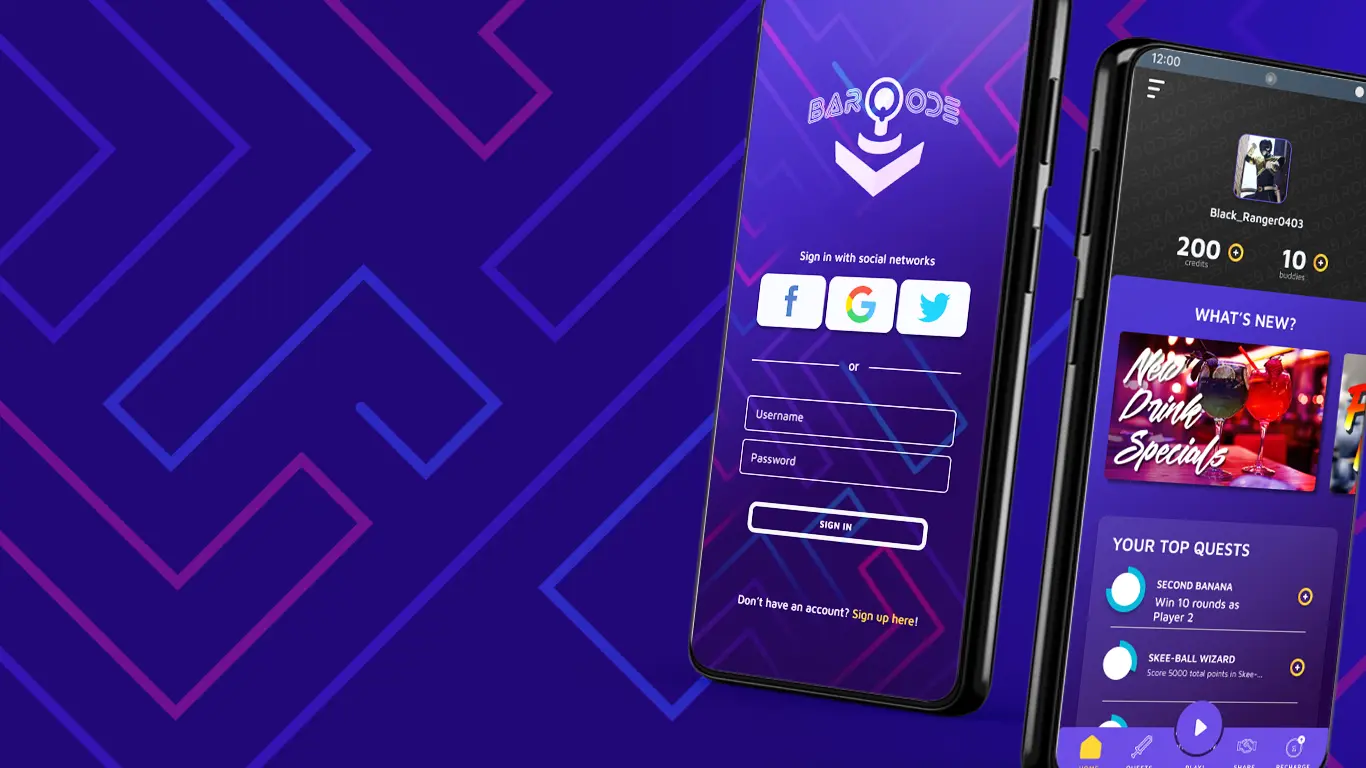 BARQODE
Sign in with social networks
or
Username
Password
SIGN IN
Don't have an account? Sign up here!
12:00
Black_Ranger0403
200
credits
10
buddies
WHAT'S NEW?
New
Drink
Specials
YOUR TOP QUESTS
SECOND BANANA
Win 10 rounds as
Player 2
SKEE-BALL WIZARD
Score 5000 total points in Skee-...
HOME QUESTS PLAY! SHARE RECHARGE